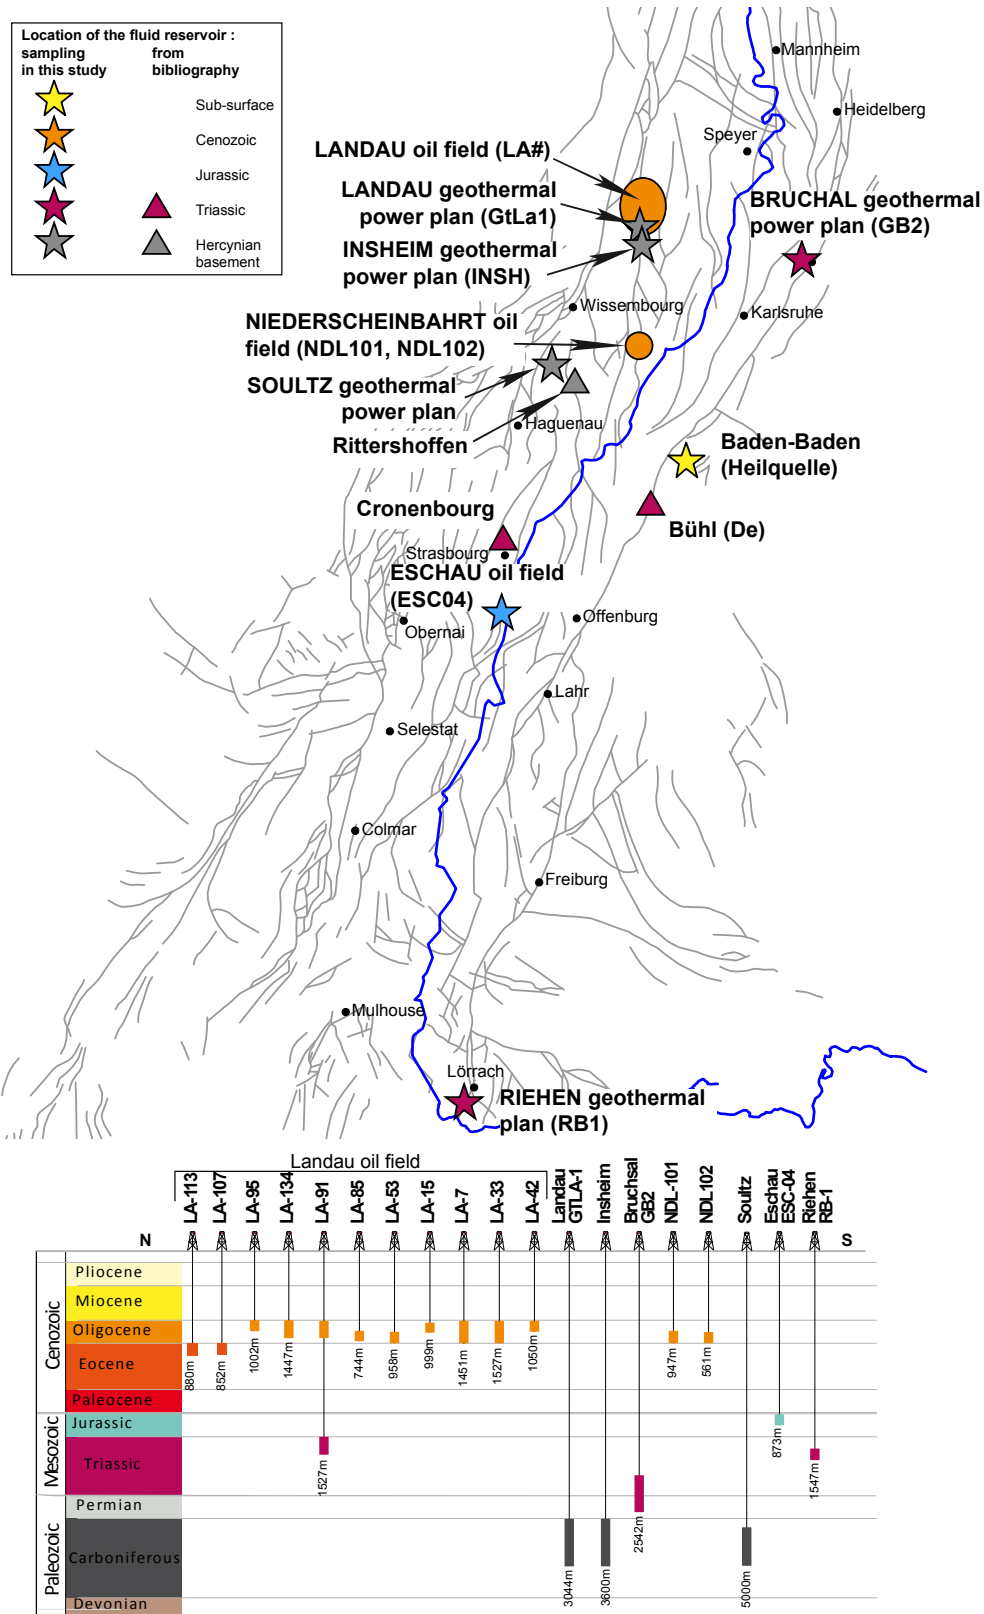 Location of the fluid reservoir :
sampling
in this study
from
bibliography
Sub-surface
Cenozoic
Jurassic
Triassic
Hercynian
basement
Mannheim
Heidelberg
Speyer
LANDAU oil field (LA#)
LANDAU geothermal
power plan (GtLa1)
BRUCHAL geothermal
power plan (GB2)
INSHEIM geothermal
power plan (INSH)
Wissembourg
Karlsruhe
NIEDERSCHEINBAHRT oil
field (NDL101, NDL102)
SOULTZ geothermal
power plan
Rittershoffen
Haguenau
Baden-Baden
(Heilquelle)
Cronenbourg
Bühl (De)
Strasbourg
ESCHAU oil field
(ESC04)
Obernai
Offenburg
Lahr
Selestat
Colmar
Freiburg
Mulhouse
Lörrach
RIEHEN geothermal
plan (RB1)
Landau oil field
LA-113
LA-107
LA-95
LA-134
LA-91
LA-85
LA-53
LA-15
LA-7
LA-33
LA-42
Landau
GTLA-1
Insheim
Bruchsal
GB2
NDL-101
NDL102
Soultz
Eschau
ESC-04
Riehen
RB-1
N
S
Cenozoic
Pliocene
Miocene
Oligocene
Eocene
Paleocene
Mesozoic
Jurassic
Triassic
Paleozoic
Permian
Carboniferous
Devonian
880m
852m
1002m
1447m
1527m
744m
958m
999m
1451m
1527m
1050m
3044m
3600m
2542m
947m
561m
5000m
873m
1547m